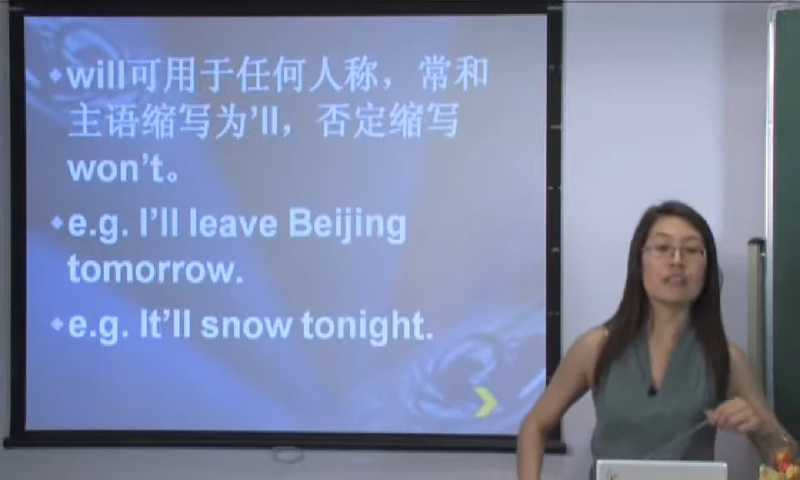 will可用于任何人称，常和
主语缩写为’ll，否定缩写
won’t。
e.g. I’ll leave Beijing
tomorrow.
e.g. It’ll snow tonight.